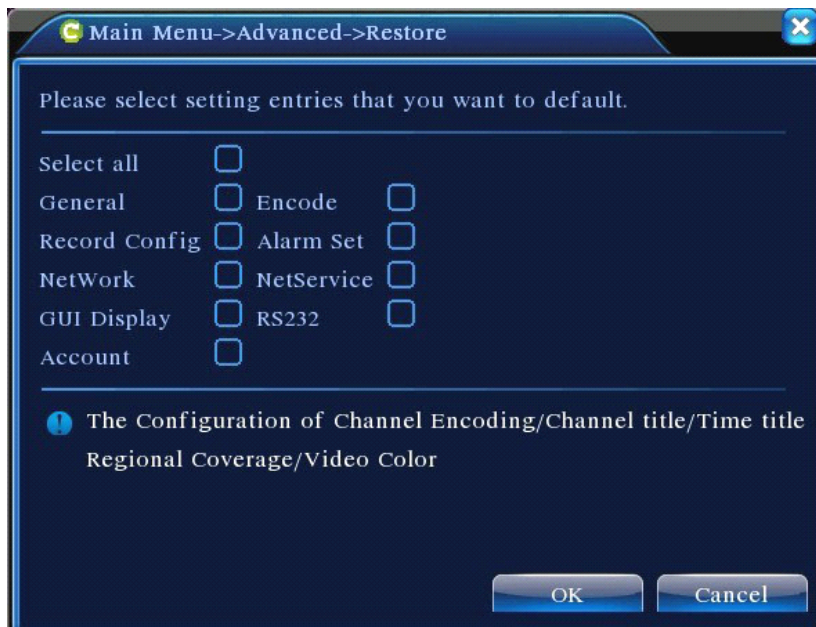 Main Menu->Advanced->Restore
Please select setting entries that you want to default.
Select all
General Encode
Record Config Alarm Set
NetWork NetService
GUI Display RS232
Account
The Configuration of Channel Encoding/Channel title/Time title
Regional Coverage/Video Color
OK Cancel